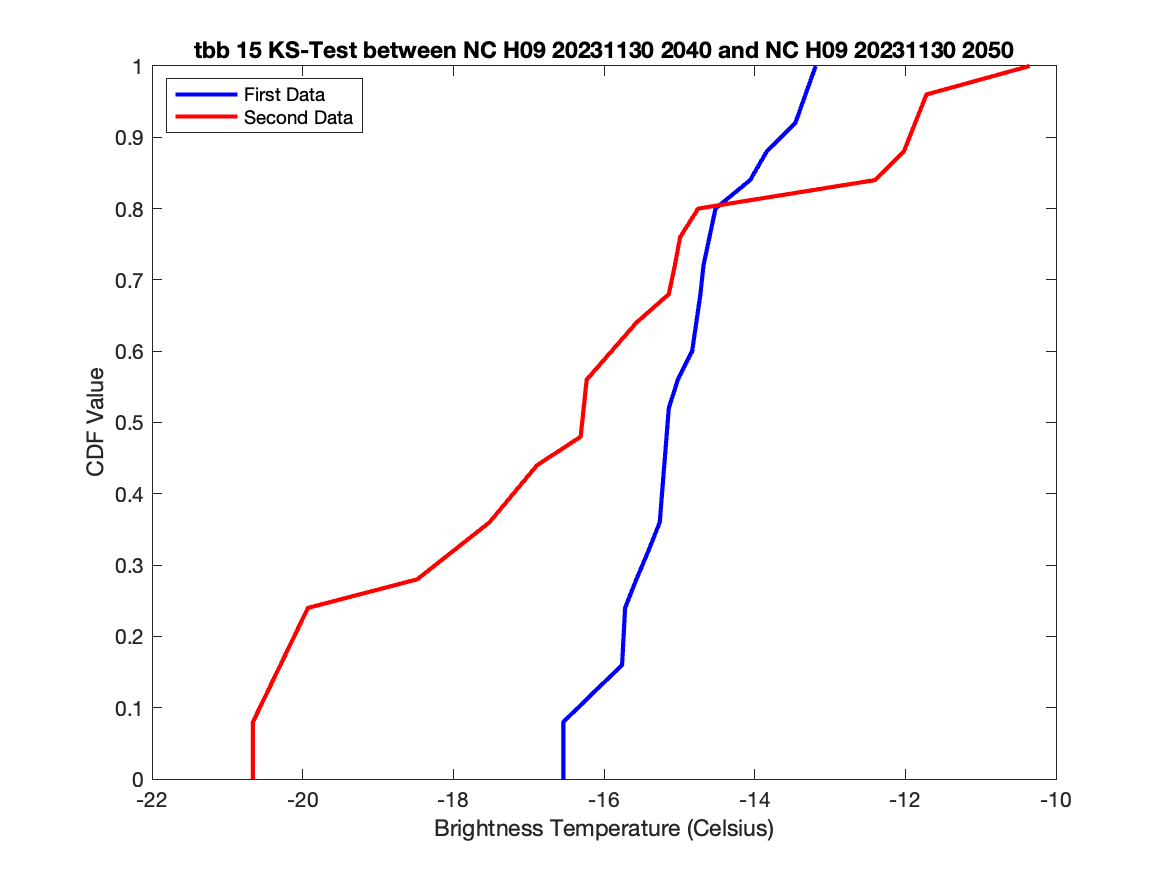 tbb 15 KS-Test between NC H09 20231130 2040 and NC H09 20231130 2050
First Data
Second Data
1
0.9
0.8
0.7
0.6
0.5
0.4
0.3
0.2
0.1
0
CDF Value
-22 -20 -18 -16 -14 -12 -10
Brightness Temperature (Celsius)